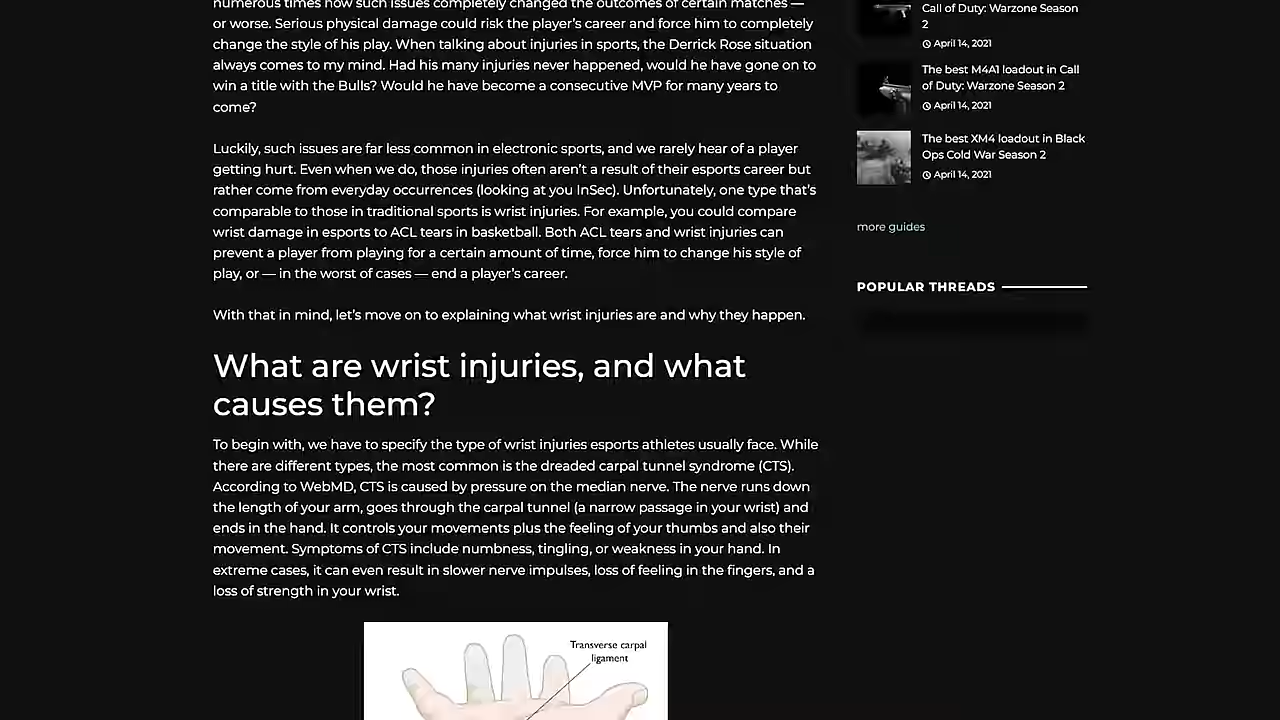 numerous times how such issues completely changed the outcomes of certain matches —
or worse. Serious physical damage could risk the player's career and force him to completely
change the style of his play. When talking about injuries in sports, the Derrick Rose situation
always comes to my mind. Had his many injuries never happened, would he have gone on to
win a title with the Bulls? Would he have become a consecutive MVP for many years to
come?
Luckily, such issues are far less common in electronic sports, and we rarely hear of a player
getting hurt. Even when we do, those injuries often aren't a result of their esports career but
rather come from everyday occurrences (looking at you InSec). Unfortunately, one type that's
comparable to those in traditional sports is wrist injuries. For example, you could compare
wrist damage in esports to ACL tears in basketball. Both ACL tears and wrist injuries can
prevent a player from playing for a certain amount of time, force him to change his style of
play, or — in the worst of cases — end a player's career.
With that in mind, let's move on to explaining what wrist injuries are and why they happen.
What are wrist injuries, and what
causes them?
To begin with, we have to specify the type of wrist injuries esports athletes usually face. While
there are different types, the most common is the dreaded carpal tunnel syndrome (CTS).
According to WebMD, CTS is caused by pressure on the median nerve. The nerve runs down
the length of your arm, goes through the carpal tunnel (a narrow passage in your wrist) and
ends in the hand. It controls your movements plus the feeling of your thumbs and also their
movement. Symptoms of CTS include numbness, tingling, or weakness in your hand. In
extreme cases, it can even result in slower nerve impulses, loss of feeling in the fingers, and a
loss of strength in your wrist.
Transverse carpal
ligament
Call of Duty: Warzone Season
2
April 14, 2021
The best M4A1 loadout in Call
of Duty: Warzone Season 2
April 14, 2021
The best XM4 loadout in Black
Ops Cold War Season 2
April 14, 2021
more guides
POPULAR THREADS